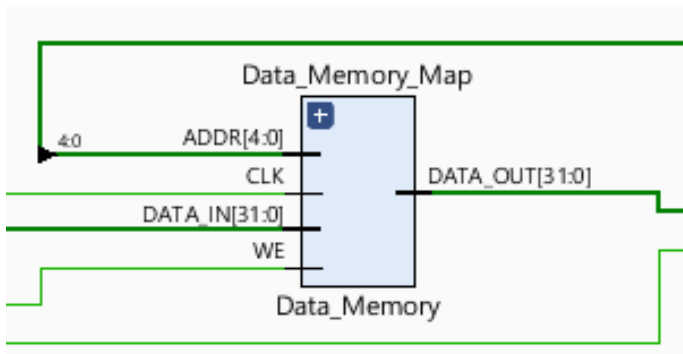 Data_Memory_Map
4:0
ADDR[4:0]
CLK
DATA_IN[31:0]
WE
DATA_OUT[31:0]
Data_Memory